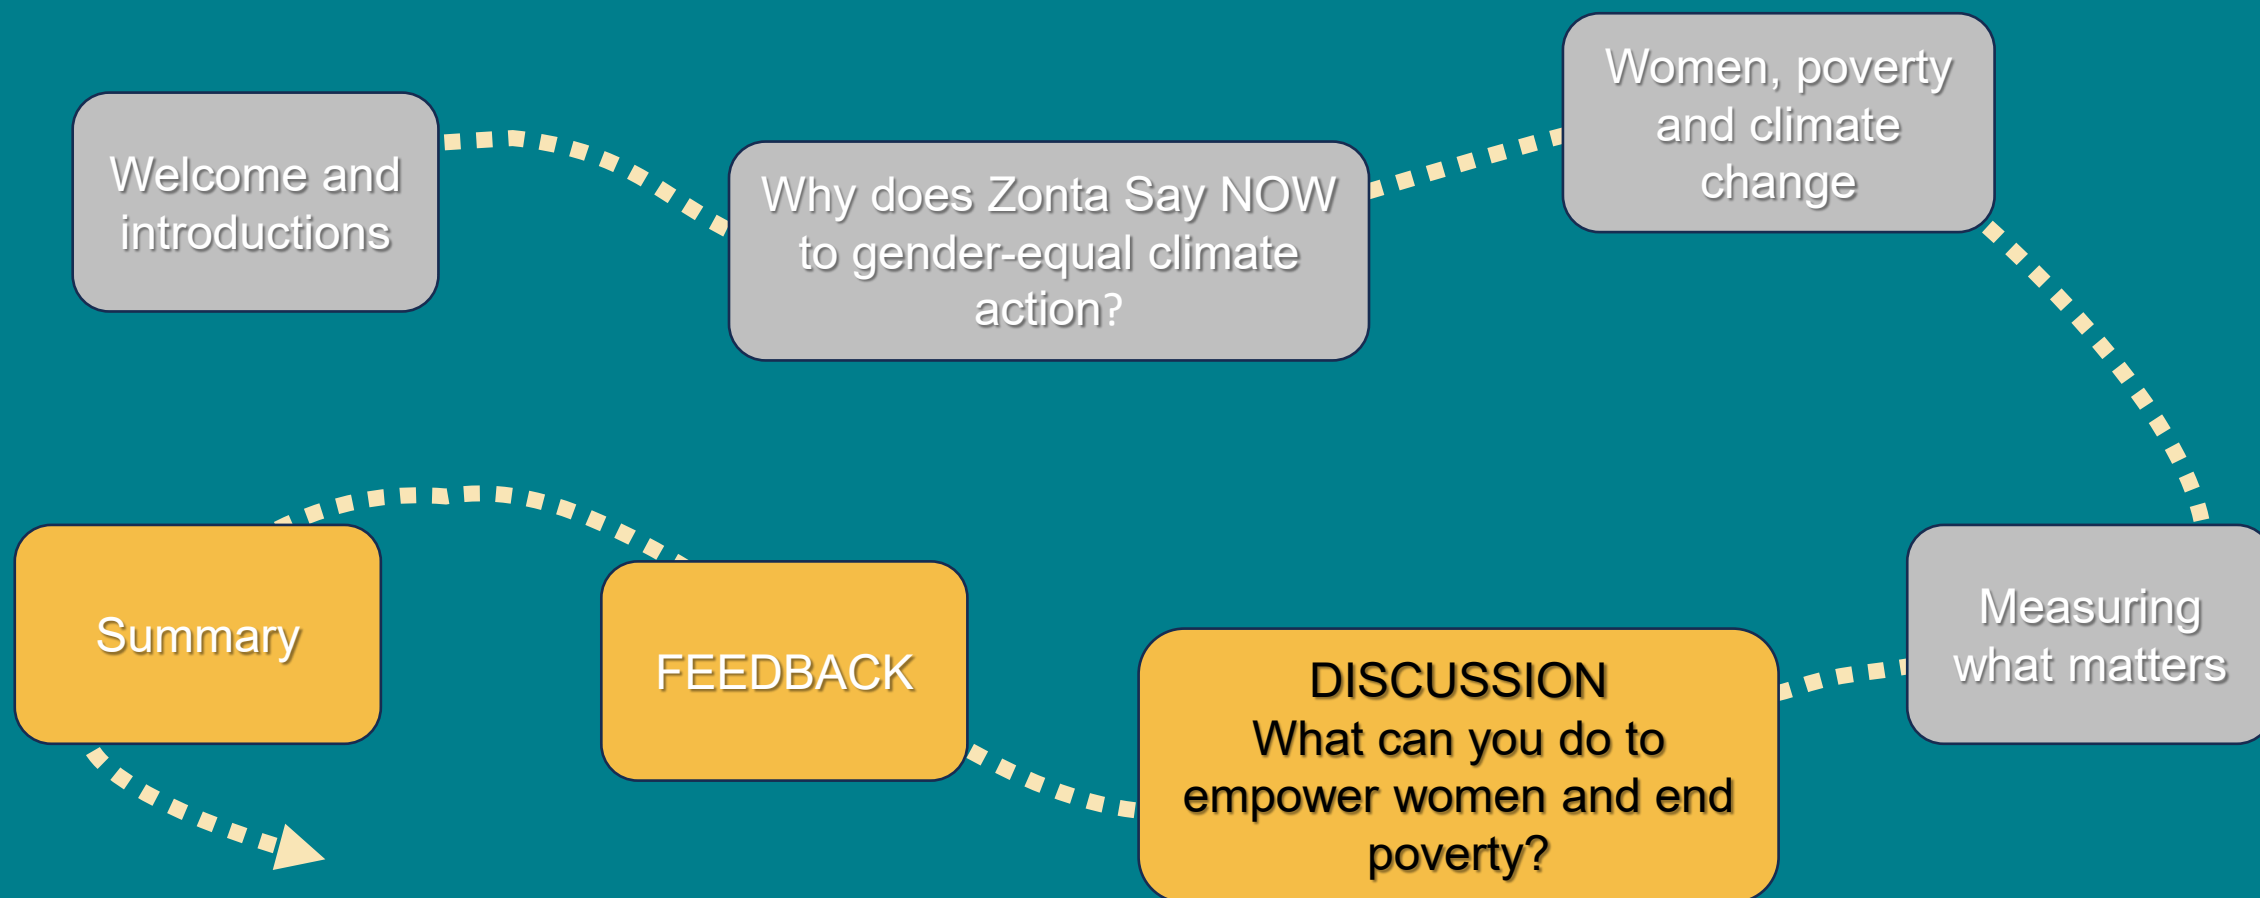 Welcome and
introductions
Why does Zonta Say NOW
to gender-equal climate
action?
Women, poverty
and climate
change
Measuring
what matters
DISCUSSION
What can you do to
empower women and end
poverty?
FEEDBACK
Summary